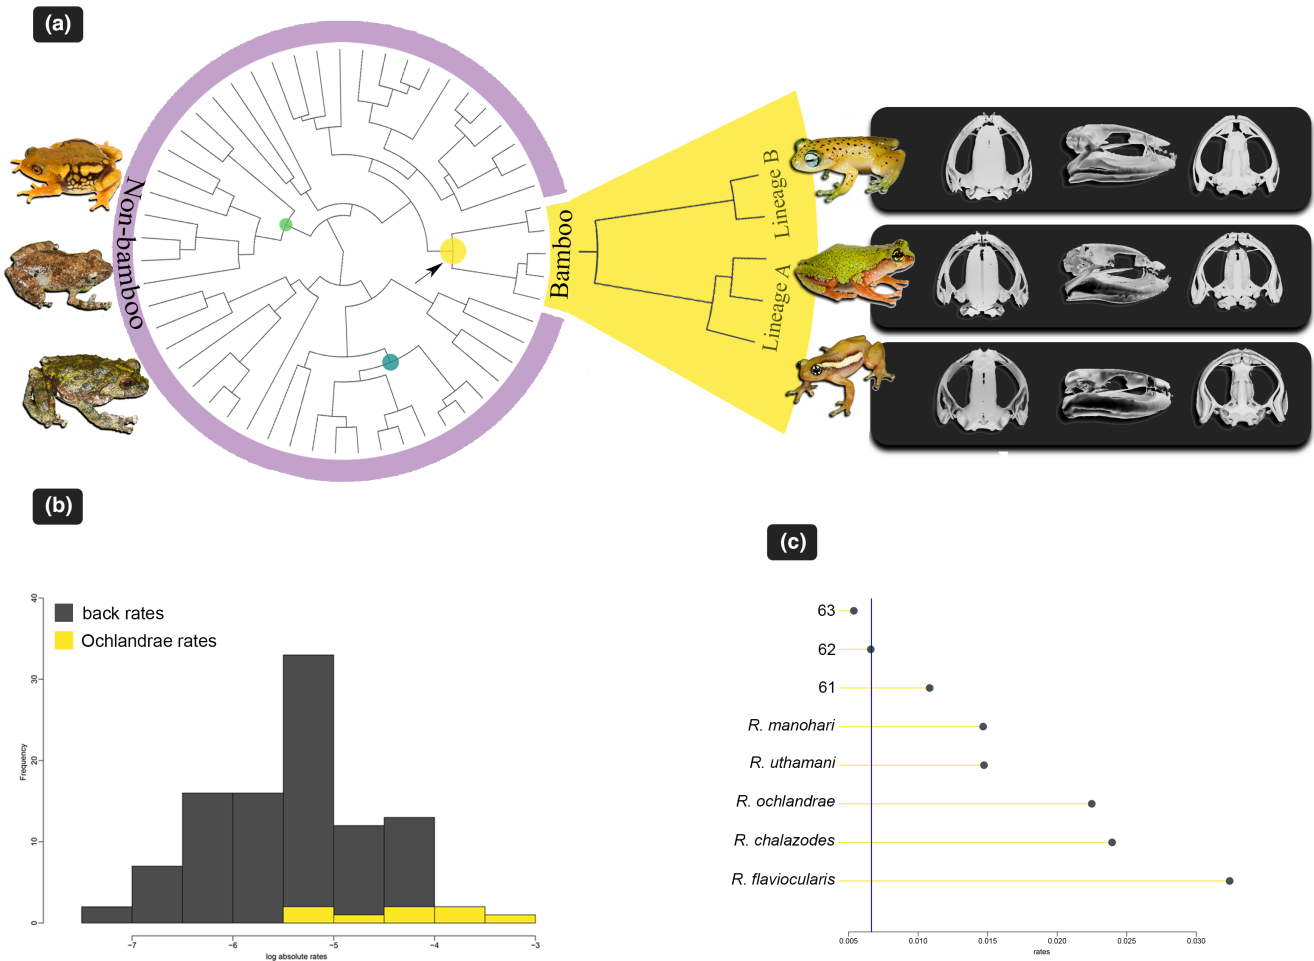 (a)
Non-bamboo
Bamboo
Lineage B
Lineage A
(b)
40
30
20
10
0
Frequency
back rates
Ochlandrae rates
−7
−6
−5
−4
−3
log absolute rates
(c)
63
62
61
R. manohari
R. uthamani
R. ochlandrae
R. chalazodes
R. flaviocularis
0.005
0.010
0.015
0.020
0.025
0.030
rates